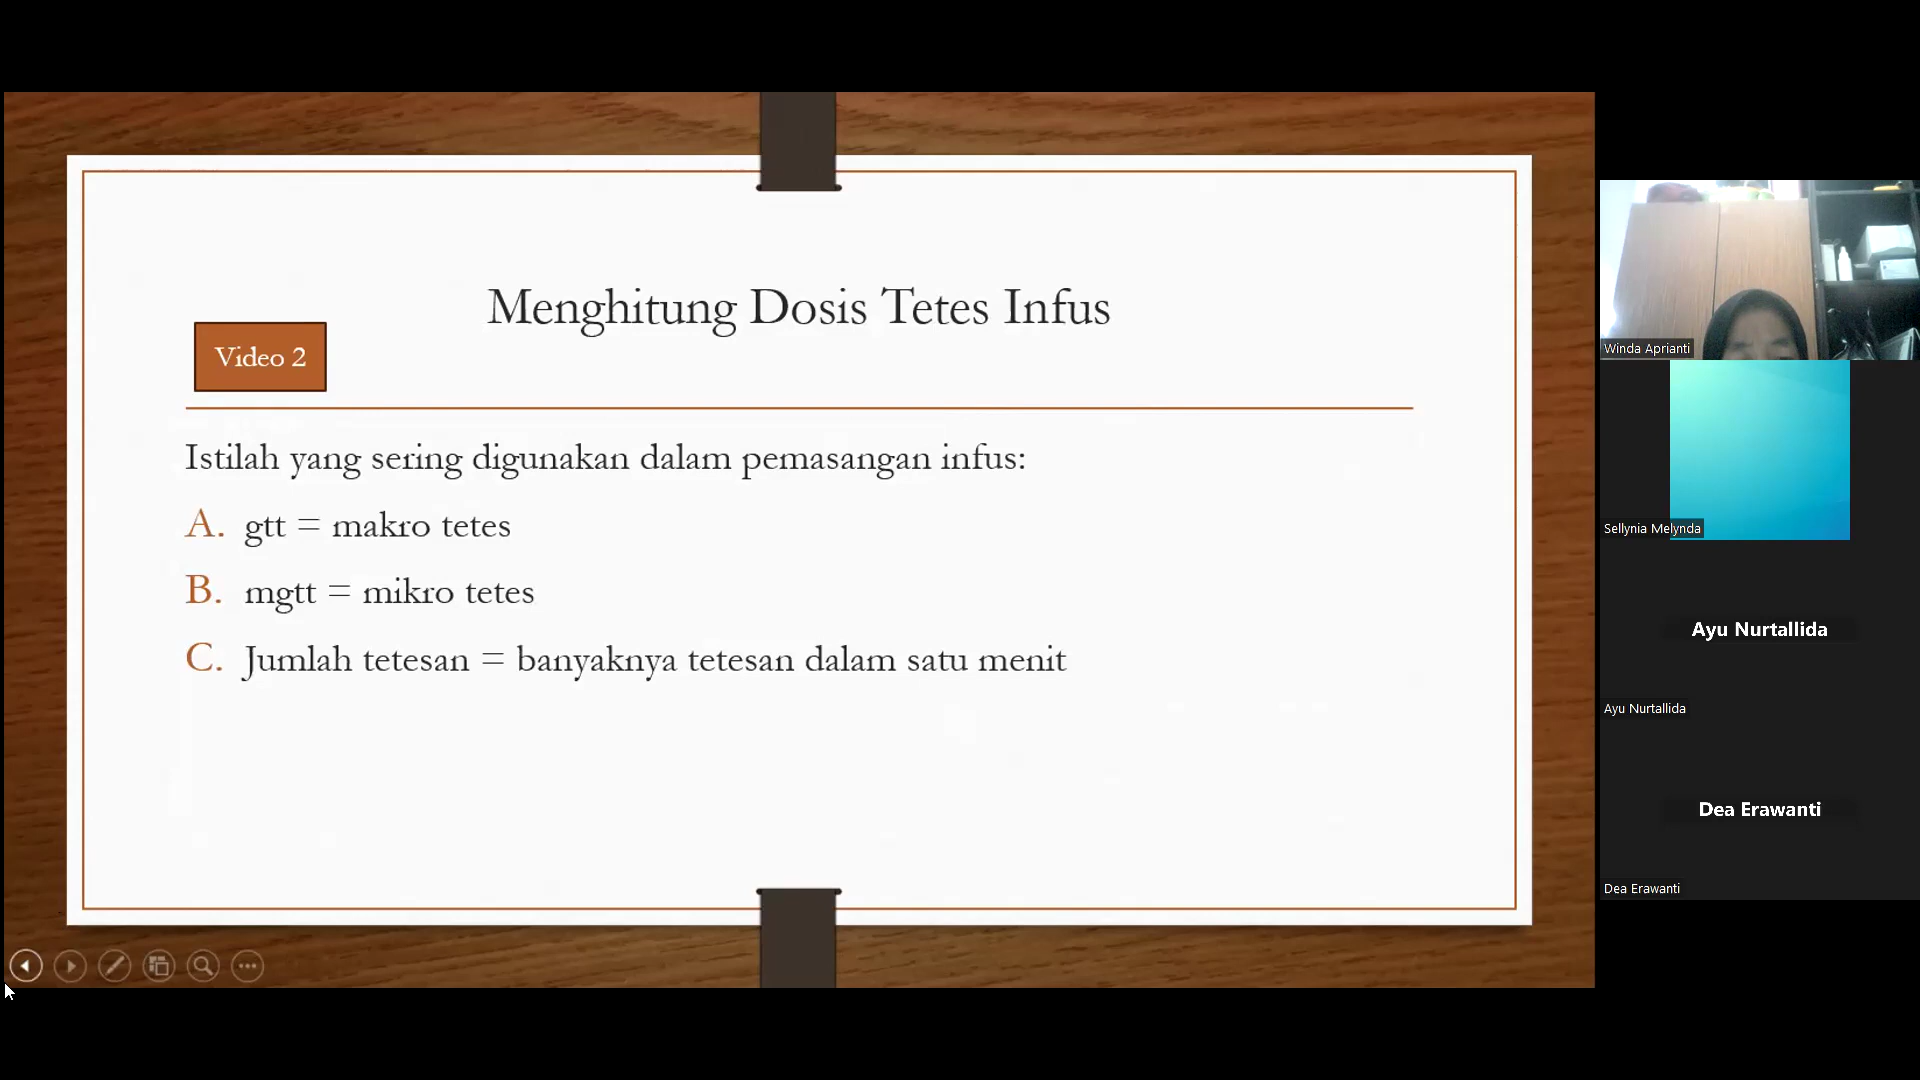 Menghitung Dosis Tetes Infus
Video 2
Istilah yang sering digunakan dalam pemasangan infus:
A. gtt = makro tetes
B. mgtt = mikro tetes
C. Jumlah tetesan = banyaknya tetesan dalam satu menit
Winda Aprianti
Sellynia Melynda
Ayu Nurtallida
Ayu Nurtallida
Dea Erawanti
Dea Erawanti